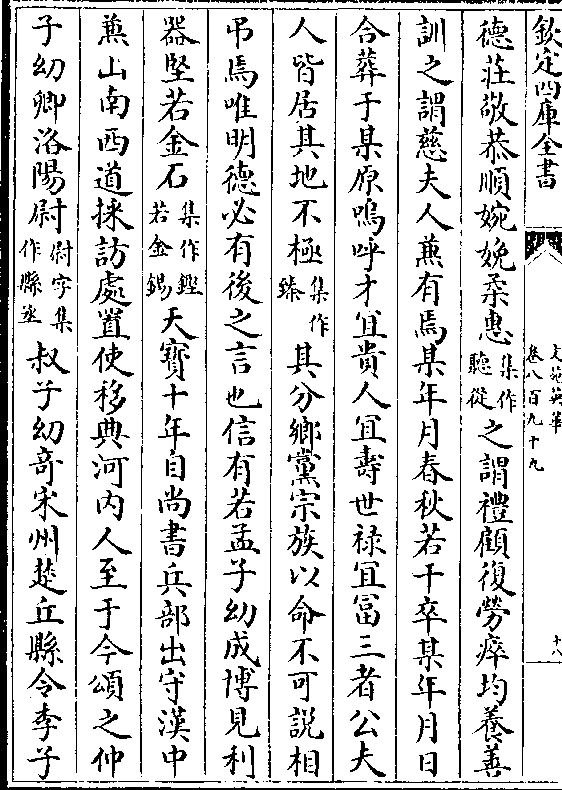 欽定四庫全書
文苑英華
卷八百九十九
十八
德莊敬恭順婉娩柔惠集作聽從之謂禮顧復勞瘁均養善
訓之謂慈夫人兼有焉某年月春秋若干卒某年月日
合葬于某原嗚呼才宜貴人宜壽世禄宜富三者公夫
人皆居其地不極集作臻其分鄉黨宗族以命不可說相
弔焉唯明德必有後之言也信有若孟子幼成博見利
器堅若金石集作鏗若金錫天寶十年自尚書兵部出守漢中
兼山南西道採訪處置使移典河内人至于今頌之仲
子幼卿洛陽尉尉字集作縣丞叔子幼奇宋州楚丘縣令李子